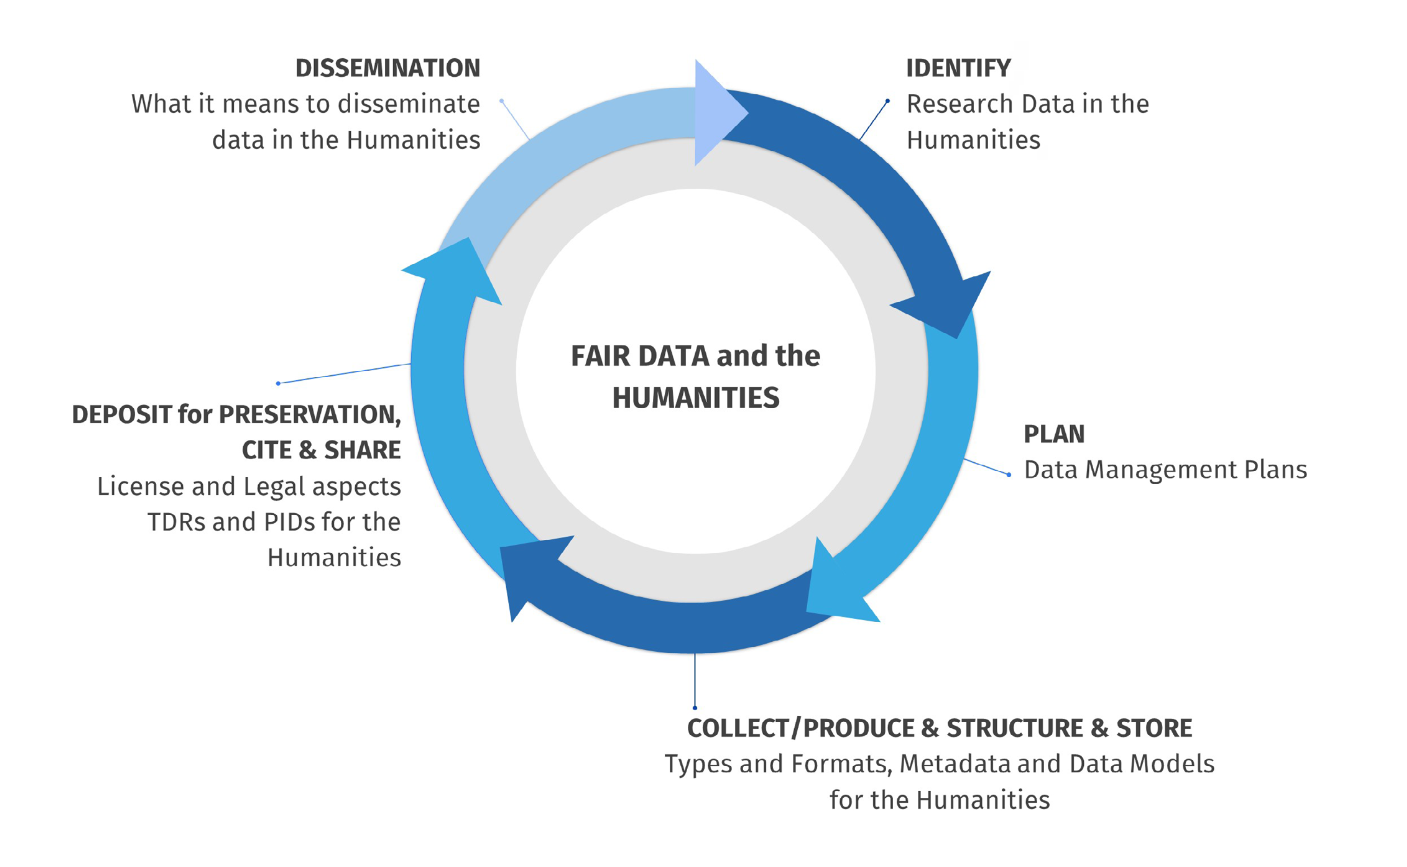 DISSEMINATION
What it means to disseminate
data in the Humanities
IDENTIFY
Research Data in the
Humanities
FAIR DATA and the
HUMANITIES
PLAN
Data Management Plans
DEPOSIT for PRESERVATION,
CITE & SHARE
License and Legal aspects
TDRs and PIDs for the
Humanities
COLLECT/PRODUCE & STRUCTURE & STORE
Types and Formats, Metadata and Data Models
for the Humanities